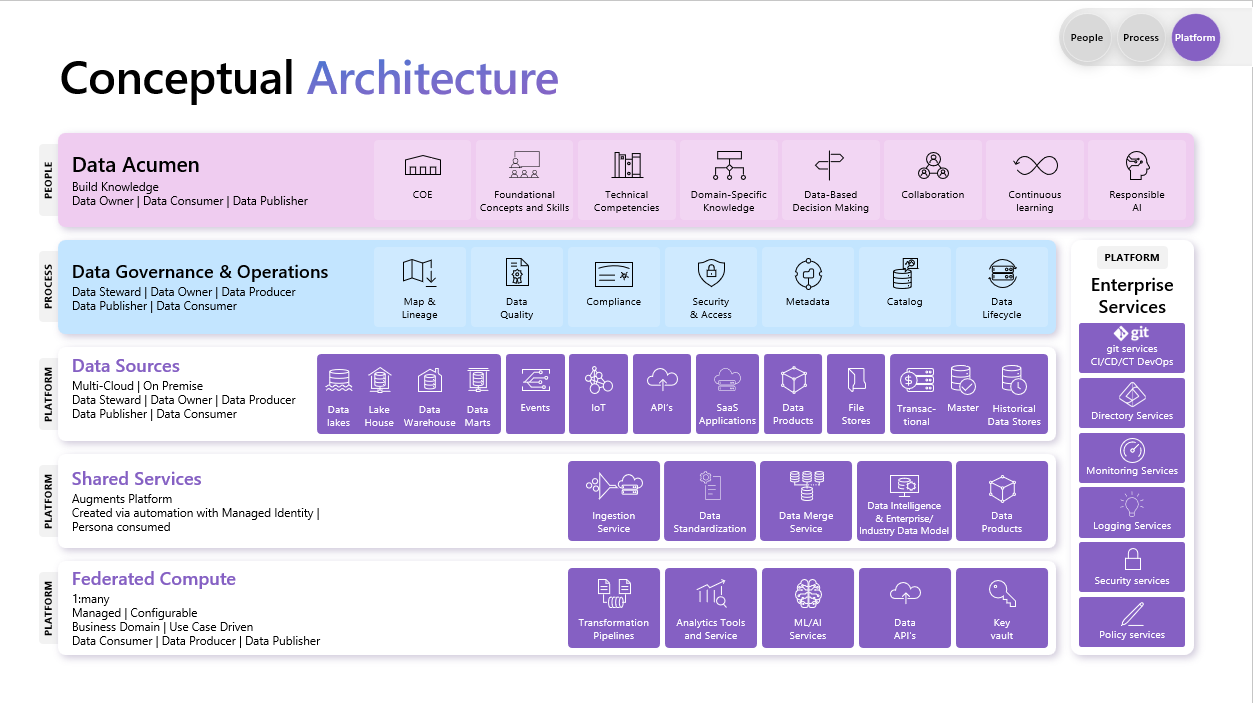 People
Process
Platform
Conceptual Architecture
PEOPLE
Data Acumen
Build Knowledge
Data Owner | Data Consumer | Data Publisher
COE
Foundational
Concepts and Skills
Technical
Competencies
Domain-Specific
Knowledge
Data-Based
Decision Making
Collaboration
Continuous
learning
Responsible
AI
PROCESS
Data Governance & Operations
Data Steward | Data Owner | Data Producer
Data Publisher | Data Consumer
Map &
Lineage
Data
Quality
Compliance
Security
& Access
Metadata
Catalog
Data
Lifecycle
PLATFORM
Data Sources
Multi-Cloud | On Premise
Data Steward | Data Owner | Data Producer
Data Publisher | Data Consumer
Data
lakes
Lake
House
Data
Warehouse
Data
Marts
Events
IoT
API's
SaaS
Applications
Data
Products
File
Stores
Transac-
tional
Master
Historical
Data Stores
PLATFORM
Shared Services
Augments Platform
Created via automation with Managed Identity |
Persona consumed
Ingestion
Service
Data
Standardization
Data Merge
Service
Data Intelligence
& Enterprise/
Industry Data Model
Data
Products
PLATFORM
Federated Compute
1:many
Managed | Configurable
Business Domain | Use Case Driven
Data Consumer | Data Producer | Data Publisher
Transformation
Pipelines
Analytics Tools
and Service
ML/AI
Services
Data
API's
Key
vault
PLATFORM
Enterprise
Services
git
git services
CI/CD/CT DevOps
Directory Services
Monitoring Services
Logging Services
Security services
Policy services